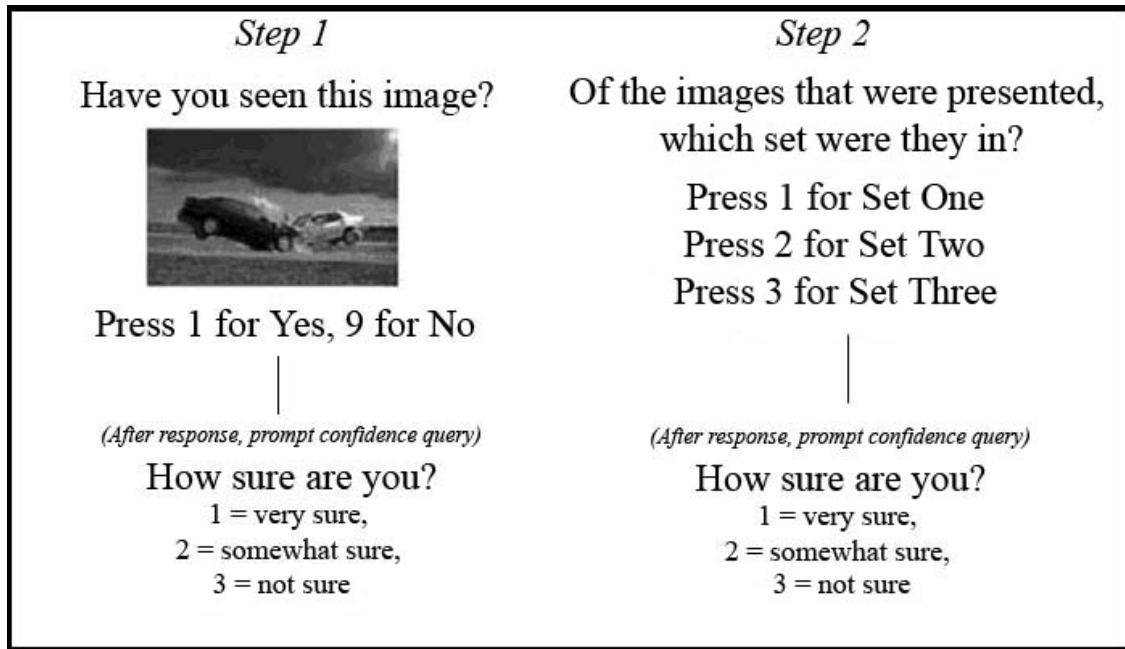 Step 1
Have you seen this image?
Press 1 for Yes, 9 for No
(After response, prompt confidence query)
How sure are you?
1 = very sure,
2 = somewhat sure,
3 = not sure
Step 2
Of the images that were presented,
which set were they in?
Press 1 for Set One
Press 2 for Set Two
Press 3 for Set Three
(After response, prompt confidence query)
How sure are you?
1 = very sure,
2 = somewhat sure,
3 = not sure